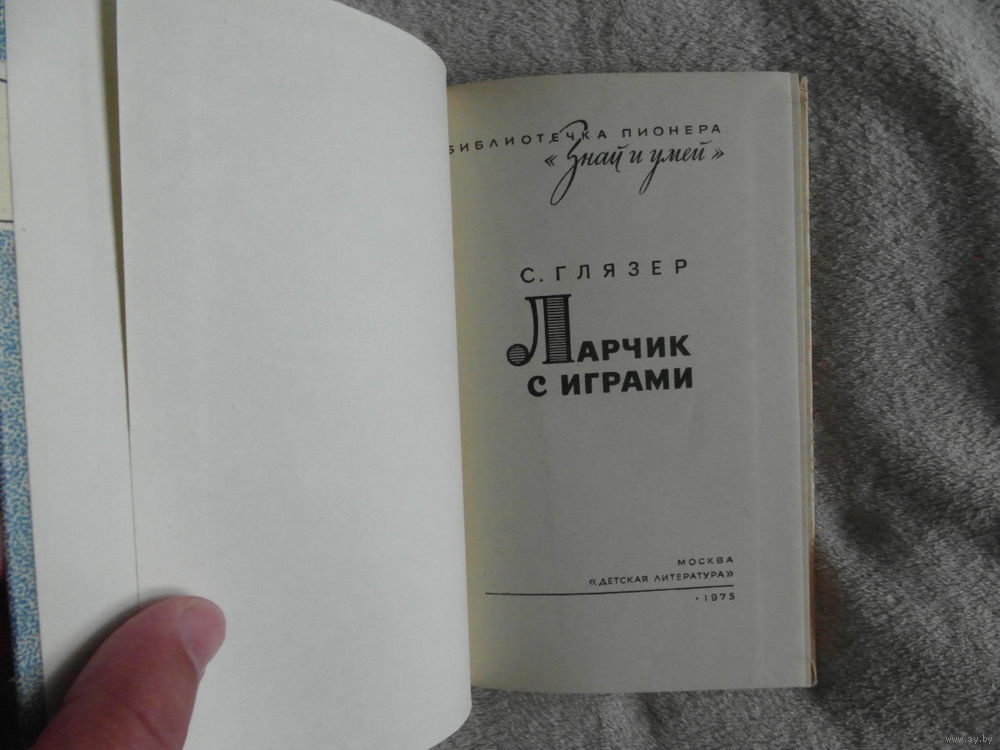 БИБЛИОТЕЧКА ПИОНЕРА
«Знай и умей»
С. ГЛЯЗЕР
ЛАРЧИК
С ИГРАМИ
МОСКВА
«ДЕТСКАЯ ЛИТЕРАТУРА»
·1975
www.ay.by